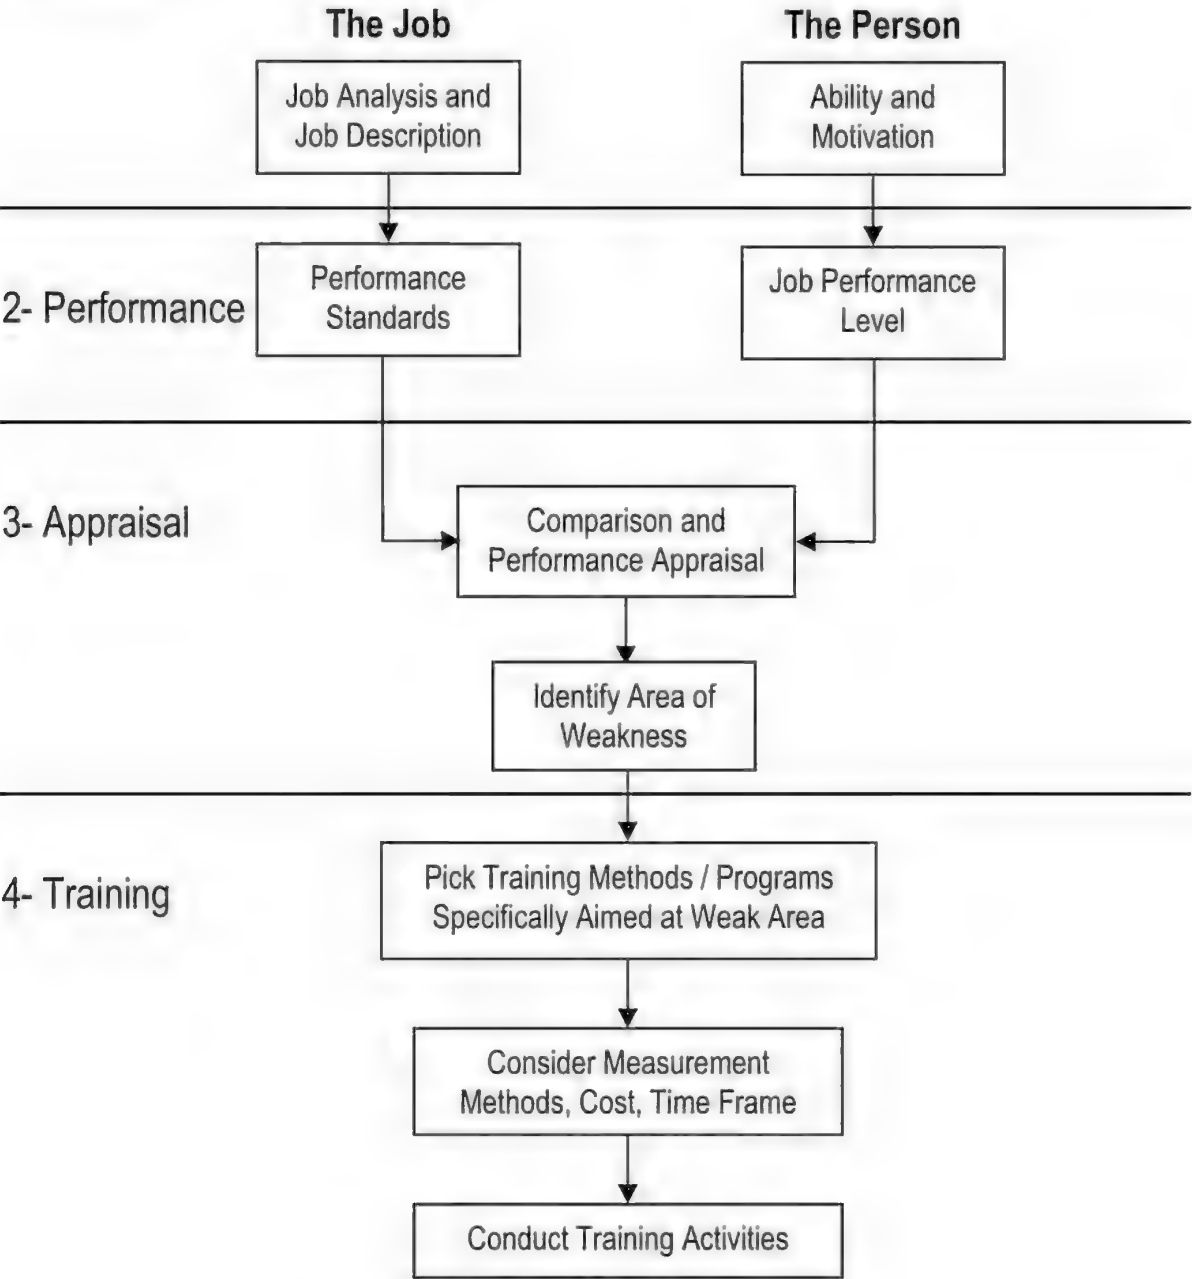 The Job
The Person
Job Analysis and
Job Description
Ability and
Motivation
2- Performance
Performance
Standards
Job Performance
Level
3- Appraisal
Comparison and
Performance Appraisal
Identify Area of
Weakness
4- Training
Pick Training Methods / Programs
Specifically Aimed at Weak Area
Consider Measurement
Methods, Cost, Time Frame
Conduct Training Activities